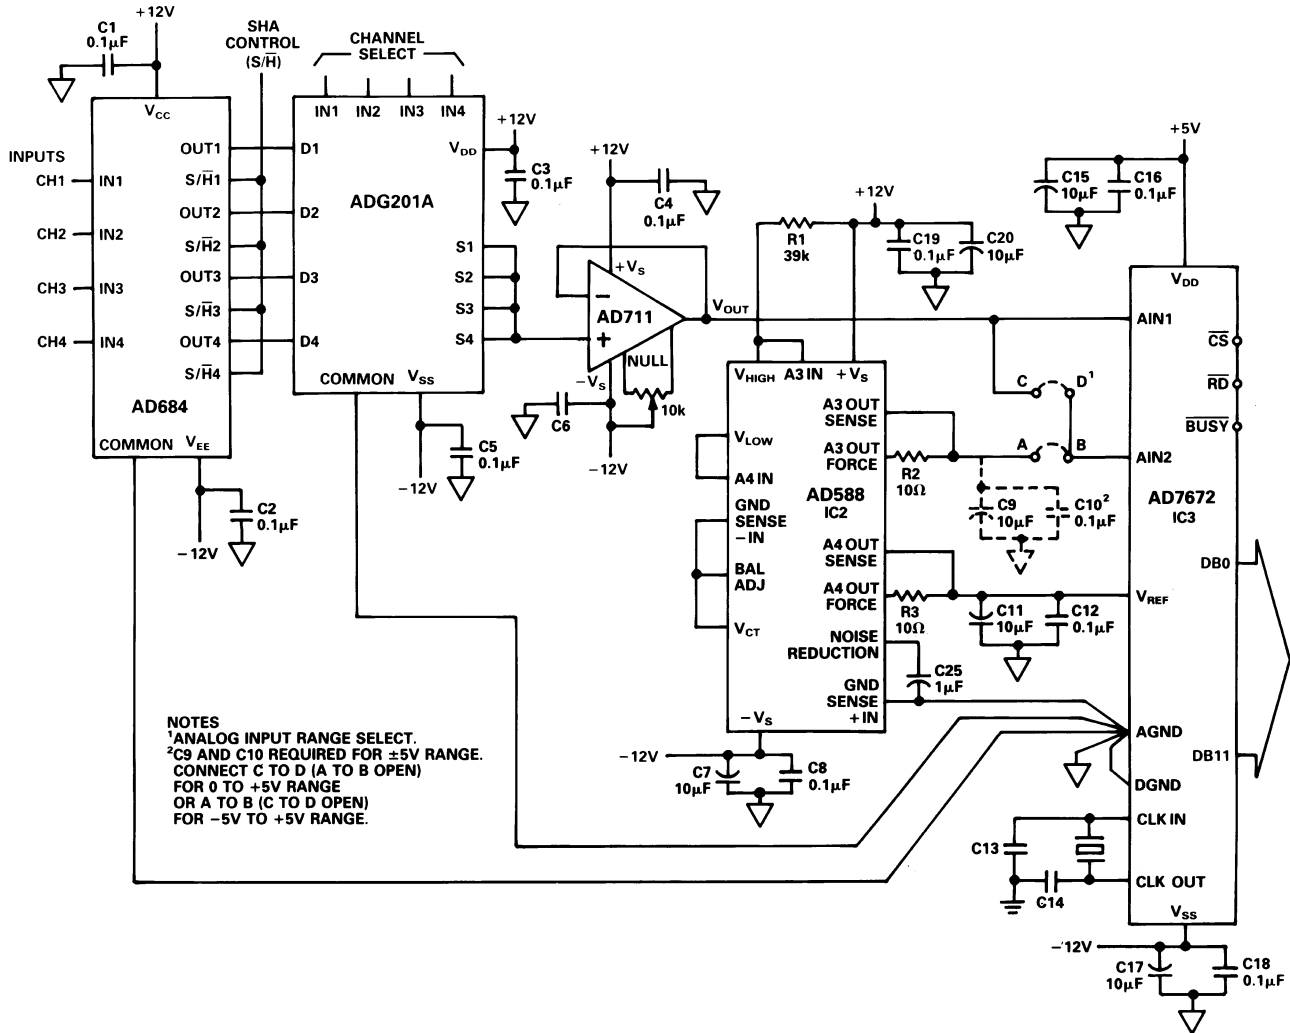 +12V
C1
0.1µF
SHA
CONTROL
(S/H̅)
CHANNEL
SELECT
VCC
IN1 IN2 IN3 IN4
+12V
VDD
C3
0.1µF
INPUTS
CH1
CH2
CH3
CH4
IN1
IN2
IN3
IN4
OUT1
S/H̅1
OUT2
S/H̅2
OUT3
S/H̅3
OUT4
S/H̅4
AD684
COMMON
VEE
C2
0.1µF
−12V
D1
D2
D3
D4
ADG201A
S1
S2
S3
S4
COMMON
VSS
C5
0.1µF
−12V
+12V
C4
0.1µF
+VS
−
AD711
+
−VS
NULL
10k
C6
−12V
VOUT
+12V
R1
39k
C19
0.1µF
C20
10µF
VHIGH
A3 IN
+VS
A3 OUT
SENSE
A3 OUT
FORCE
VLOW
A4 IN
GND
SENSE
−IN
BAL
ADJ
VCT
AD588
IC2
A4 OUT
SENSE
A4 OUT
FORCE
NOISE
REDUCTION
GND
SENSE
+IN
−VS
R2
10Ω
R3
10Ω
C25
1µF
−12V
C7
10µF
C8
0.1µF
C
D¹
A
B
C9
10µF
C10²
0.1µF
C11
10µF
C12
0.1µF
+5V
C15
10µF
C16
0.1µF
VDD
AIN1
C̅S̅
R̅D̅
B̅U̅S̅Y̅
AIN2
AD7672
IC3
DB0
VREF
AGND
DB11
DGND
CLK IN
CLK OUT
VSS
C13
C14
−12V
C17
10µF
C18
0.1µF
NOTES
¹ANALOG INPUT RANGE SELECT.
²C9 AND C10 REQUIRED FOR ±5V RANGE.
CONNECT C TO D (A TO B OPEN)
FOR 0 TO +5V RANGE
OR A TO B (C TO D OPEN)
FOR −5V TO +5V RANGE.